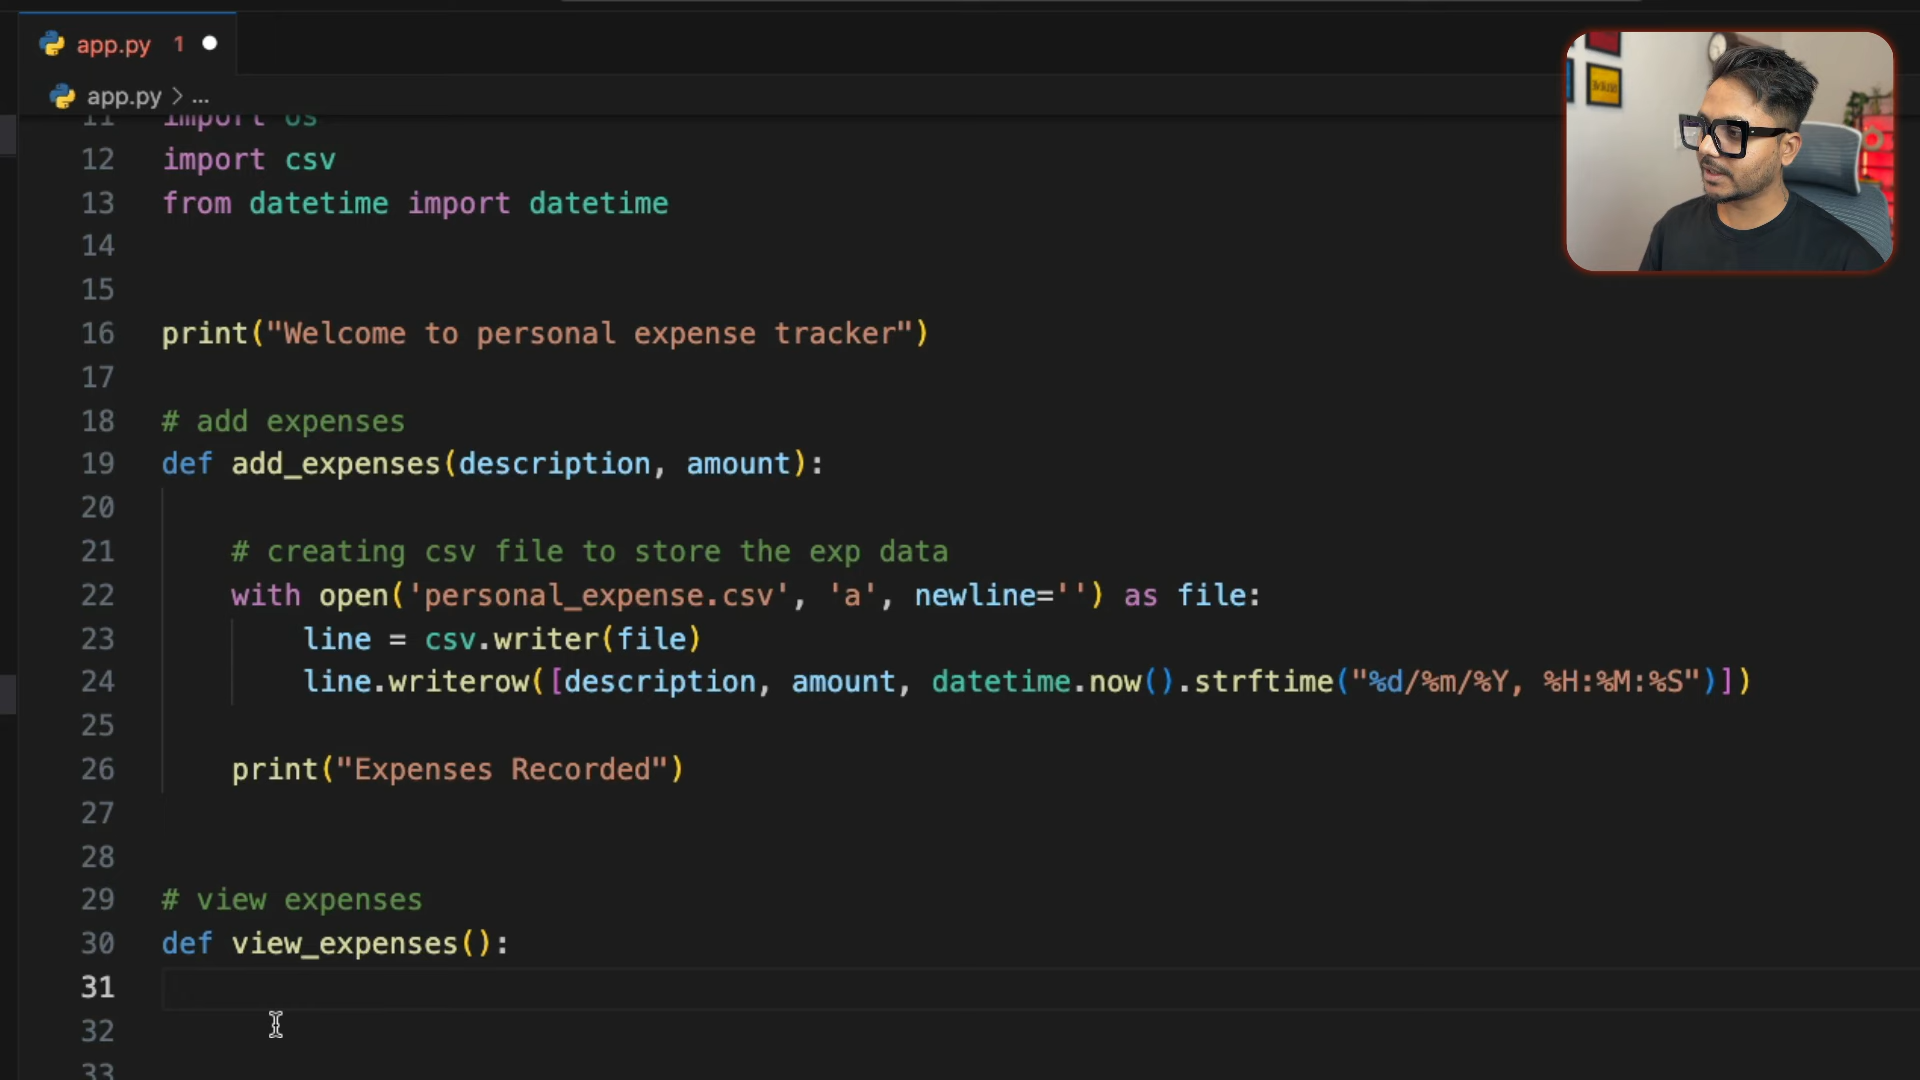 app.py 1
app.py > ...
11 import os
12 import csv
13 from datetime import datetime
14
15
16 print("Welcome to personal expense tracker")
17
18 # add expenses
19 def add_expenses(description, amount):
20
21 # creating csv file to store the exp data
22 with open('personal_expense.csv', 'a', newline='') as file:
23 line = csv.writer(file)
24 line.writerow([description, amount, datetime.now().strftime("%d/%m/%Y, %H:%M:%S")])
25
26 print("Expenses Recorded")
27
28
29 # view expenses
30 def view_expenses():
31
32
33